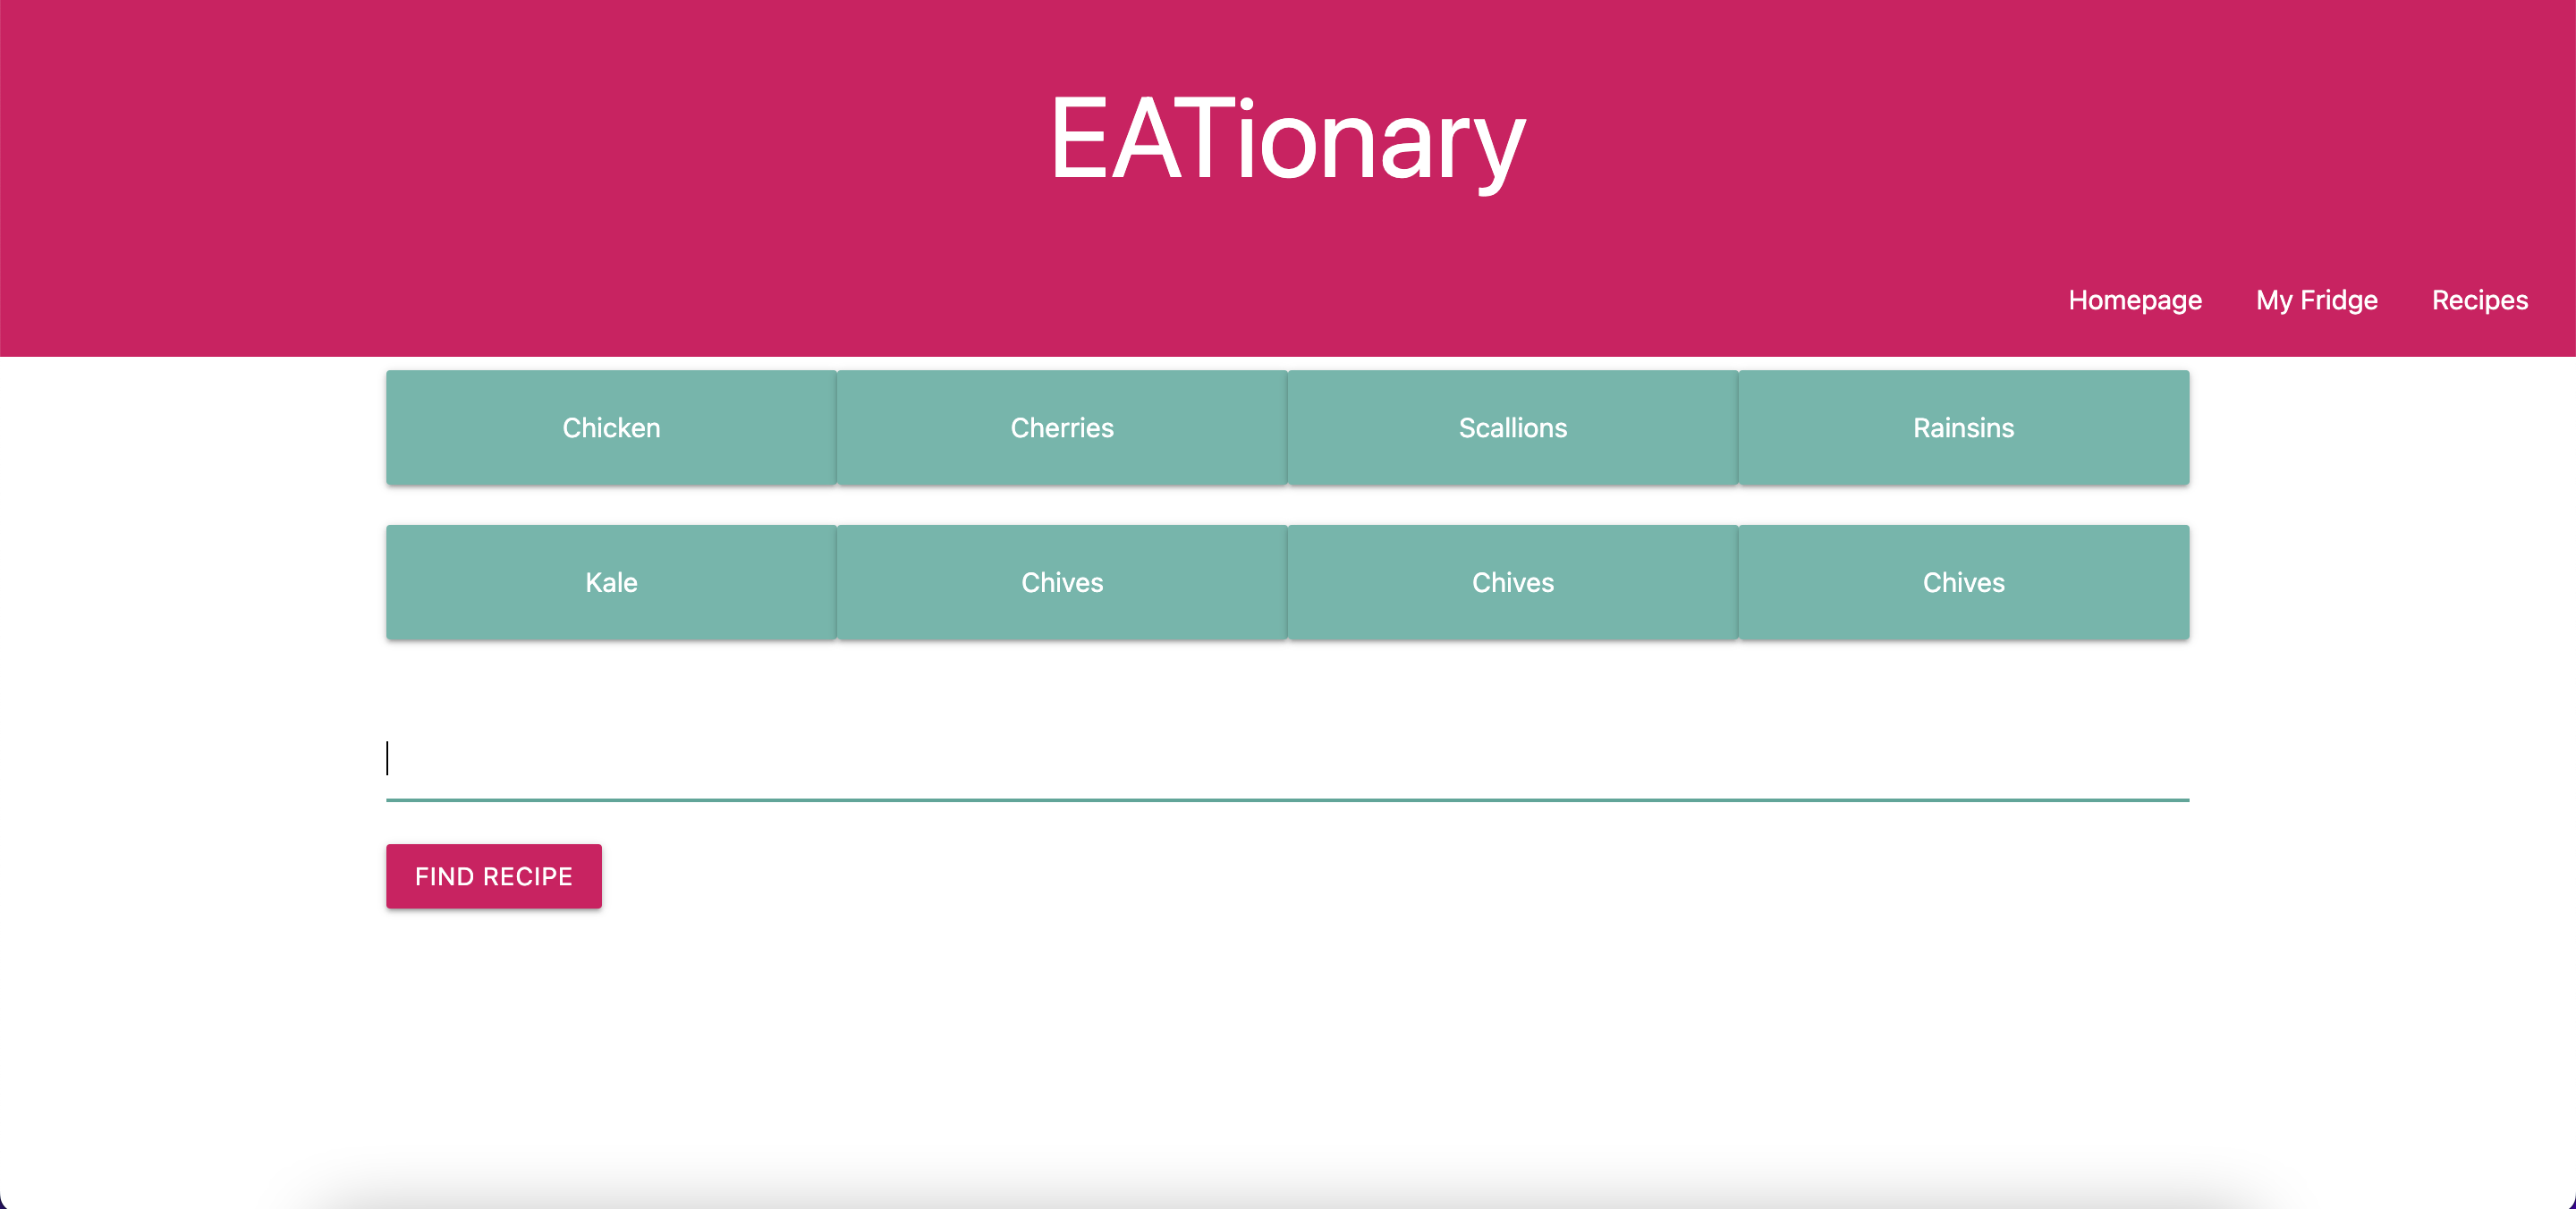 EATionary
Homepage My Fridge Recipes
Chicken Cherries Scallions Rainsins
Kale Chives Chives Chives
FIND RECIPE